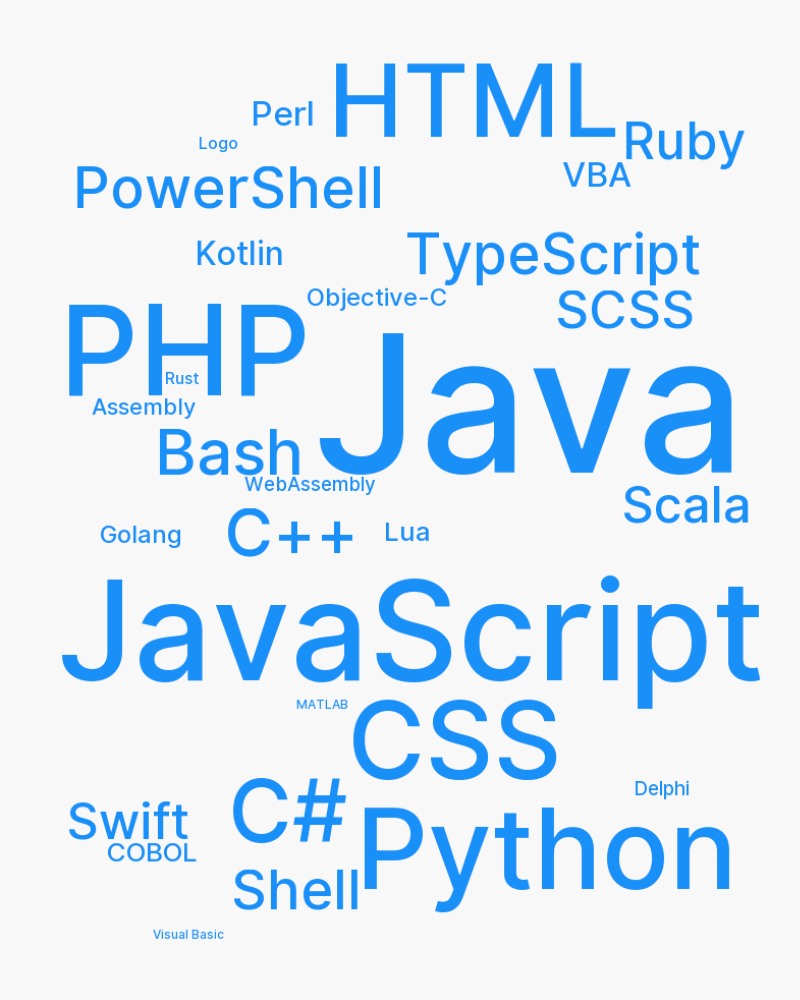 HTML
Perl
Ruby
Logo
VBA
PowerShell
Kotlin
TypeScript
Objective-C
SCSS
PHP
Java
Rust
Assembly
Bash
WebAssembly
Scala
Golang
C++
Lua
JavaScript
MATLAB
CSS
Delphi
C#
Swift
Python
COBOL
Shell
Visual Basic